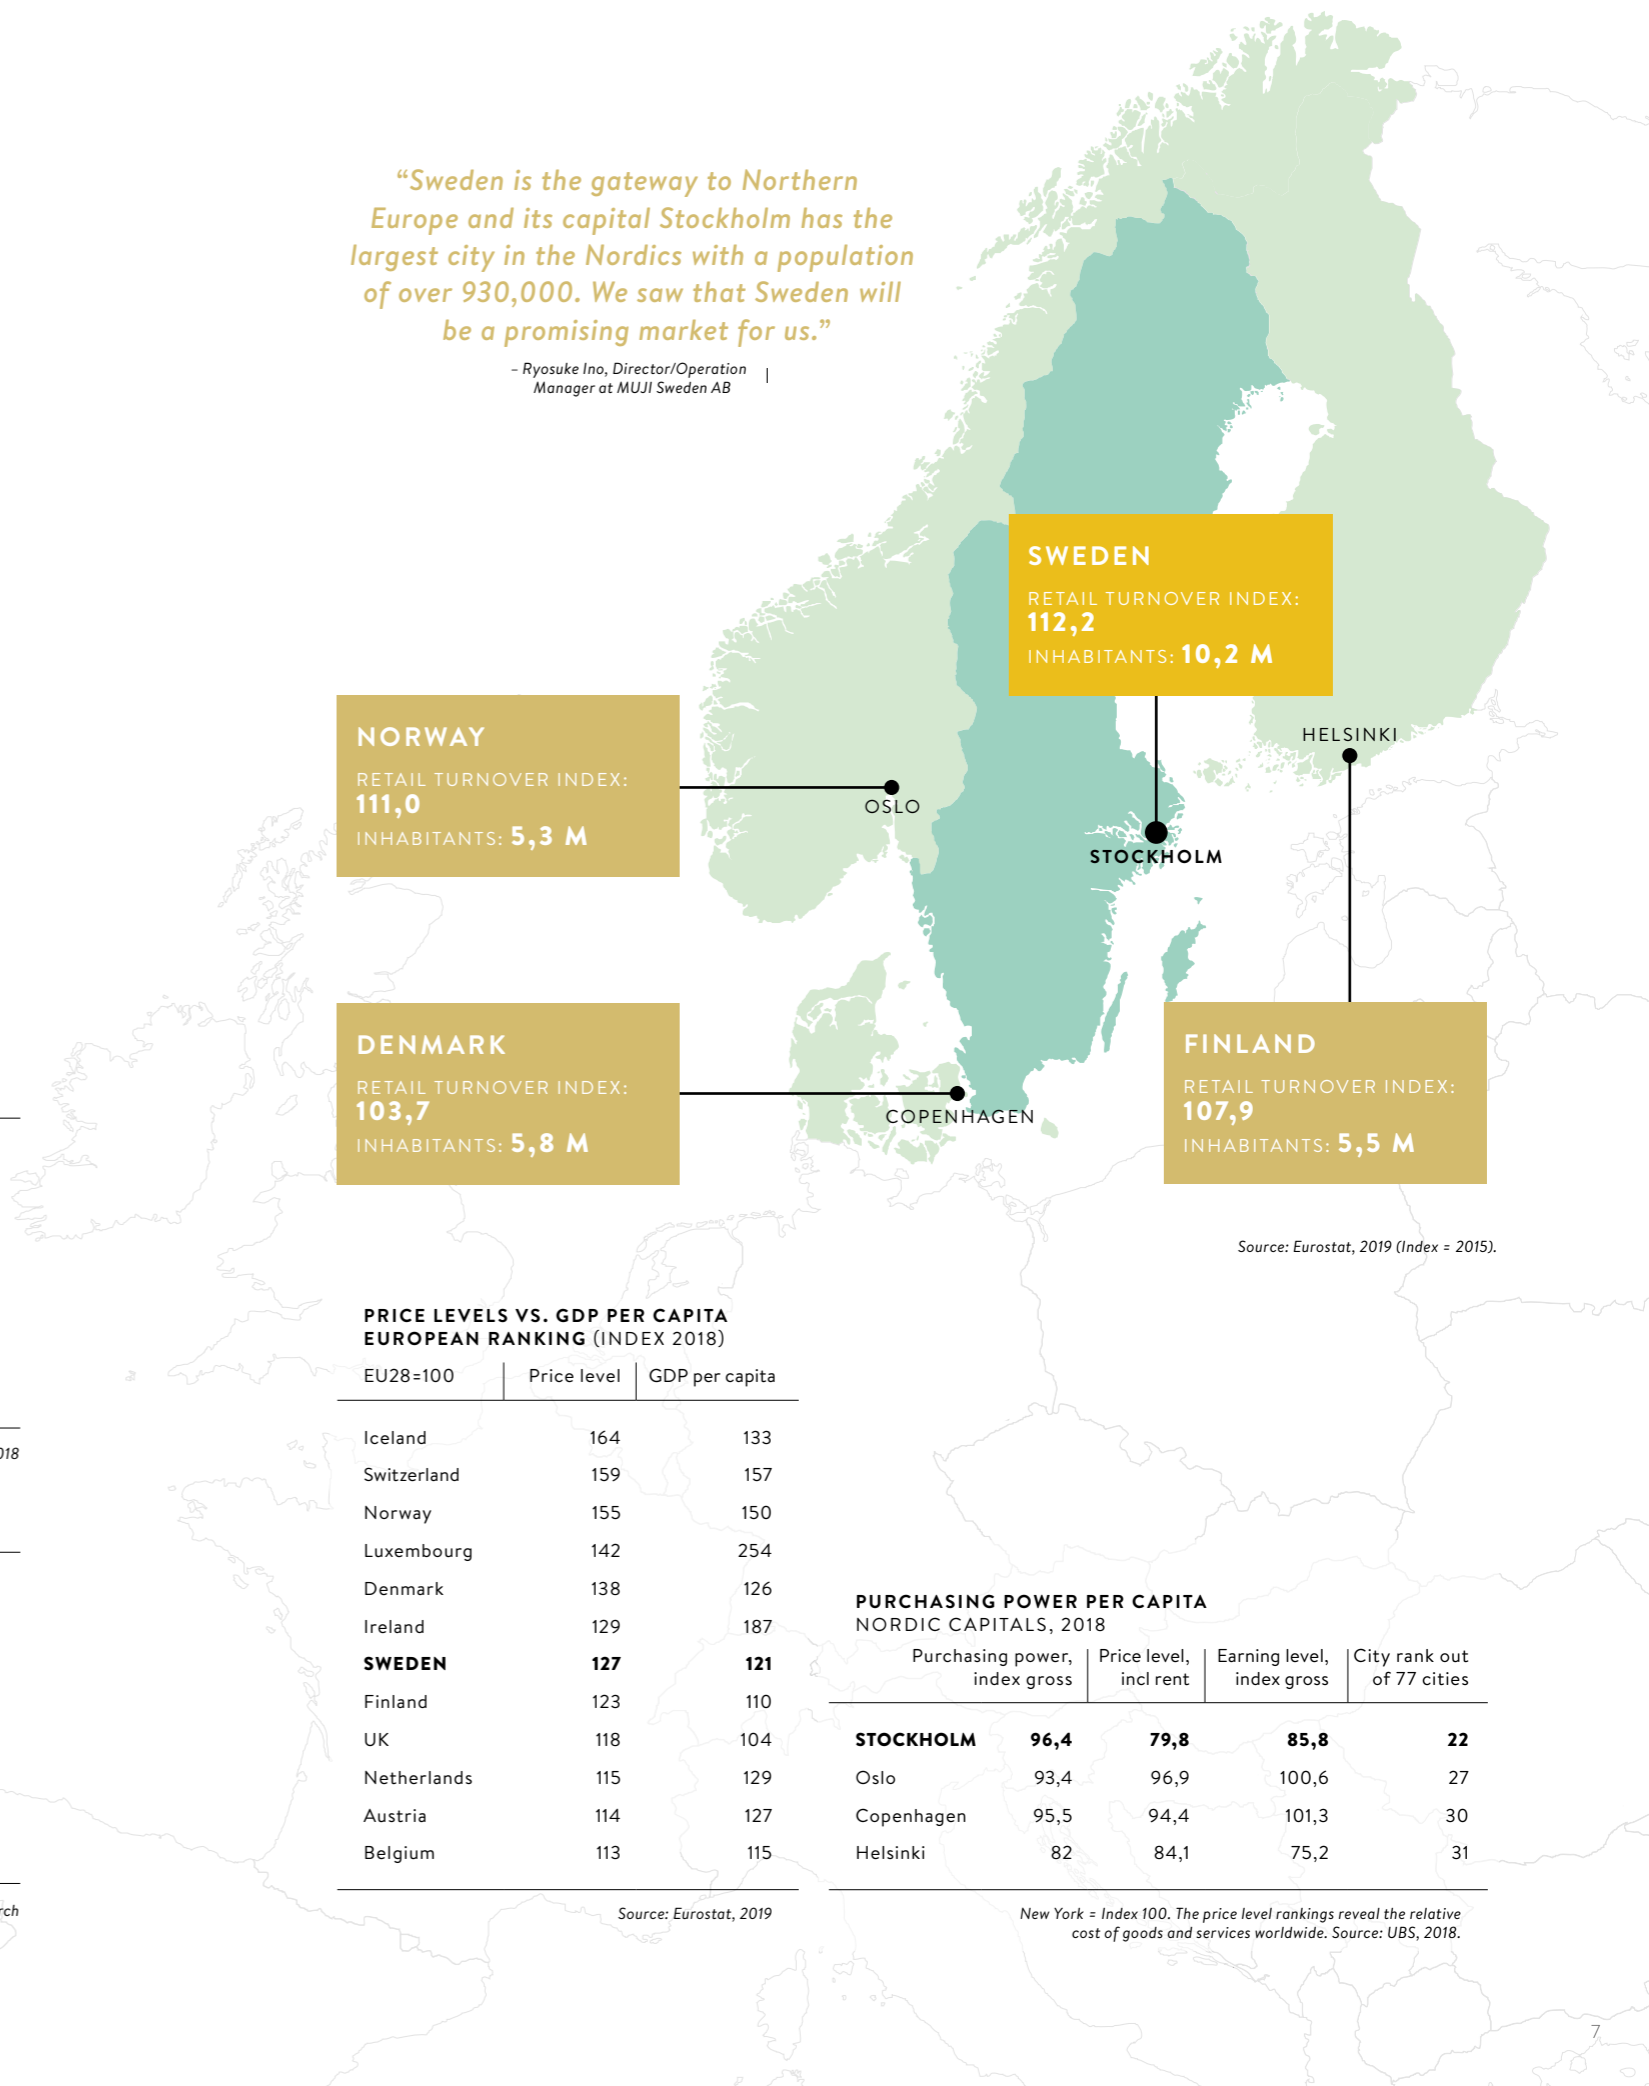 “Sweden is the gateway to Northern
Europe and its capital Stockholm has the
largest city in the Nordics with a population
of over 930,000. We saw that Sweden will
be a promising market for us.”
– Ryosuke Ino, Director/Operation
Manager at MUJI Sweden AB
SWEDEN
RETAIL TURNOVER INDEX:
112,2
INHABITANTS: 10,2 M
NORWAY
RETAIL TURNOVER INDEX:
111,0
INHABITANTS: 5,3 M
HELSINKI
OSLO
STOCKHOLM
DENMARK
RETAIL TURNOVER INDEX:
103,7
INHABITANTS: 5,8 M
COPENHAGEN
FINLAND
RETAIL TURNOVER INDEX:
107,9
INHABITANTS: 5,5 M
Source: Eurostat, 2019 (Index = 2015).
PRICE LEVELS VS. GDP PER CAPITA
EUROPEAN RANKING (INDEX 2018)
EU28=100 Price level GDP per capita
Iceland 164 133
Switzerland 159 157
Norway 155 150
Luxembourg 142 254
Denmark 138 126
Ireland 129 187
SWEDEN 127 121
Finland 123 110
UK 118 104
Netherlands 115 129
Austria 114 127
Belgium 113 115
Source: Eurostat, 2019
PURCHASING POWER PER CAPITA
NORDIC CAPITALS, 2018
Purchasing power, Price level, Earning level, City rank out
index gross incl rent index gross of 77 cities
STOCKHOLM 96,4 79,8 85,8 22
Oslo 93,4 96,9 100,6 27
Copenhagen 95,5 94,4 101,3 30
Helsinki 82 84,1 75,2 31
New York = Index 100. The price level rankings reveal the relative
cost of goods and services worldwide. Source: UBS, 2018.
7